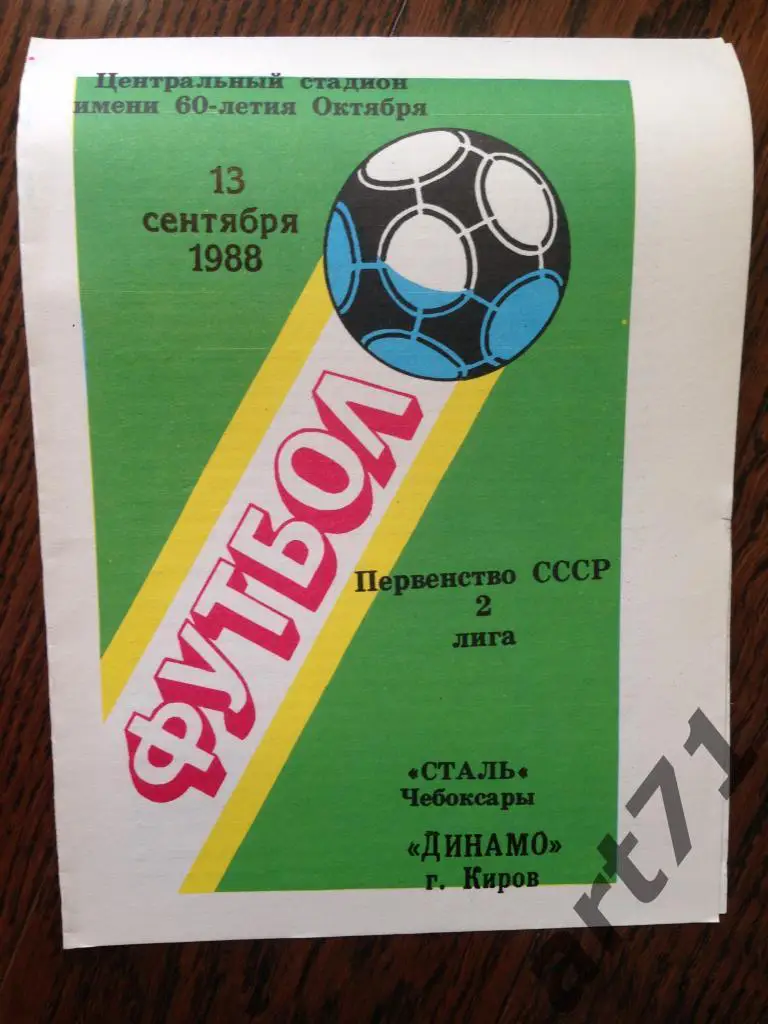 Центральный стадион
имени 60-летия Октября
13
сентября
1988
ФУТБОЛ
Первенство СССР
2
лига
«СТАЛЬ«
Чебоксары
«ДИНАМО»
г. Киров
art71